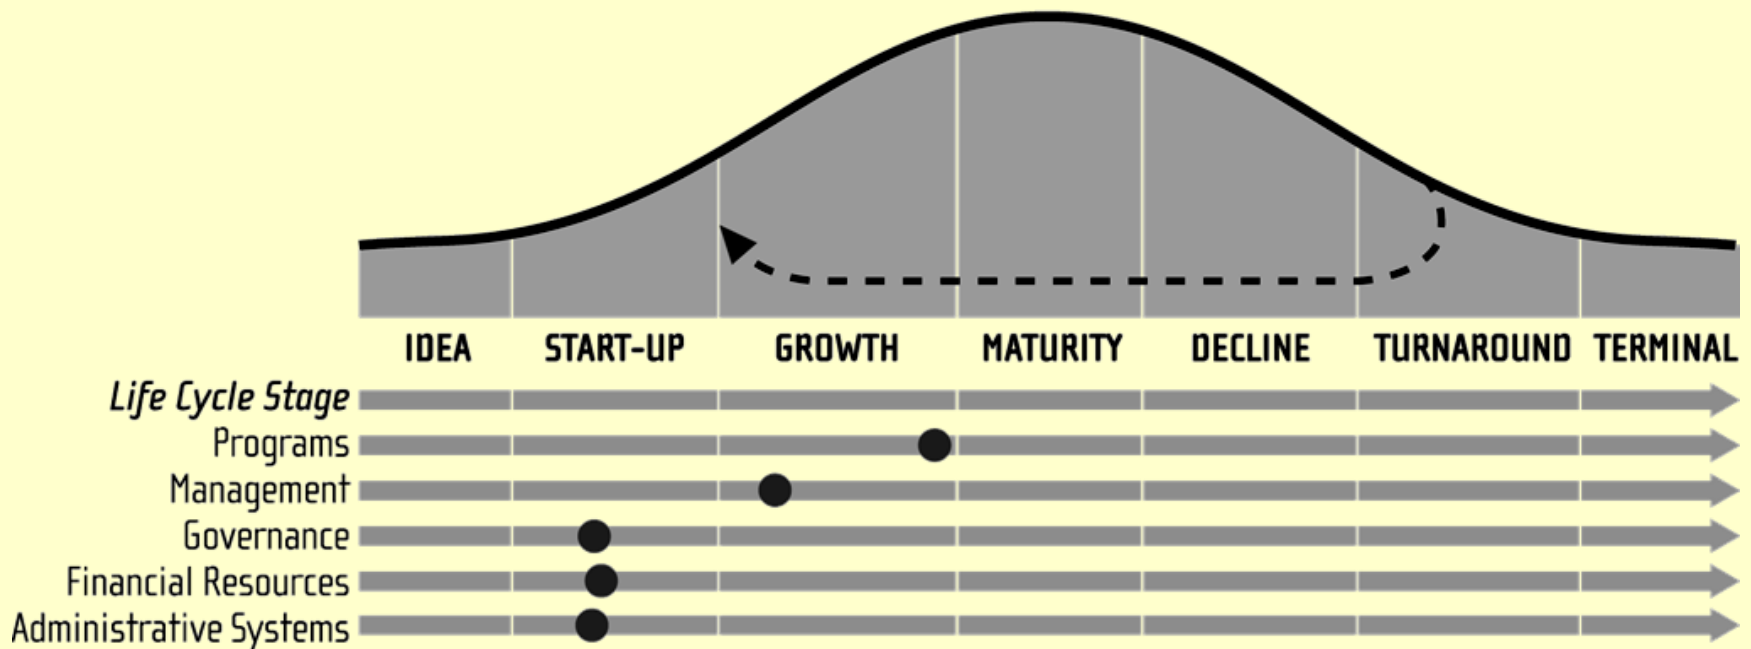 IDEA START-UP GROWTH MATURITY DECLINE TURNAROUND TERMINAL
Life Cycle Stage
Programs
Management
Governance
Financial Resources
Administrative Systems